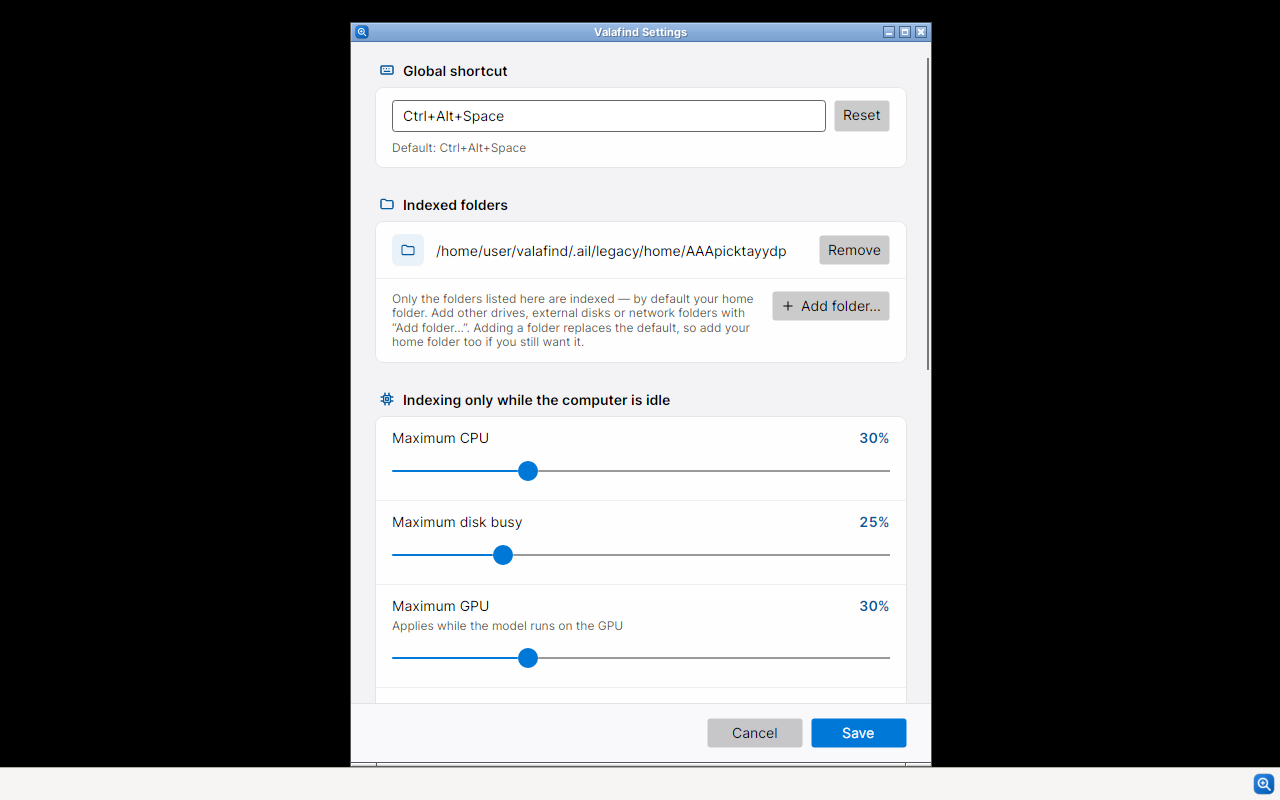 Valafind Settings
Global shortcut
Ctrl+Alt+Space
Reset
Default: Ctrl+Alt+Space
Indexed folders
/home/user/valafind/.ail/legacy/home/AAApicktayydp
Remove
Only the folders listed here are indexed — by default your home
folder. Add other drives, external disks or network folders with
“Add folder…”. Adding a folder replaces the default, so add your
home folder too if you still want it.
+ Add folder…
Indexing only while the computer is idle
Maximum CPU
30%
Maximum disk busy
25%
Maximum GPU
30%
Applies while the model runs on the GPU
Cancel
Save